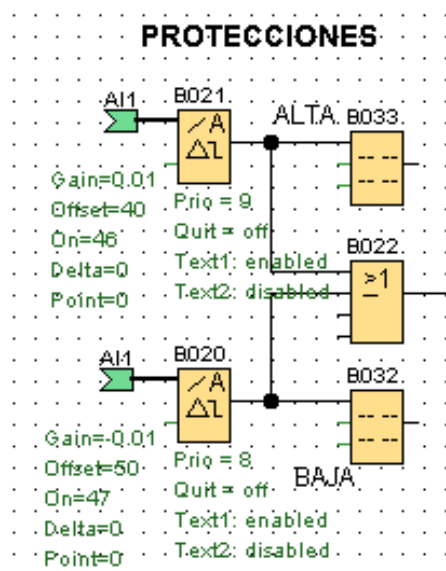 PROTECCIONES
AI1
B021
/A
ALTA
B033
Gain=0.01
Offset=40
On=46
Delta=0
Point=0
Prio = 9
Quit = off
Text1: enabled
Text2: disabled
B022
>1
AI1
B020
/A
B032
Gain=-0.01
Offset=50
On=47
Delta=0
Point=0
Prio = 8
Quit = off
BAJA
Text1: enabled
Text2: disabled